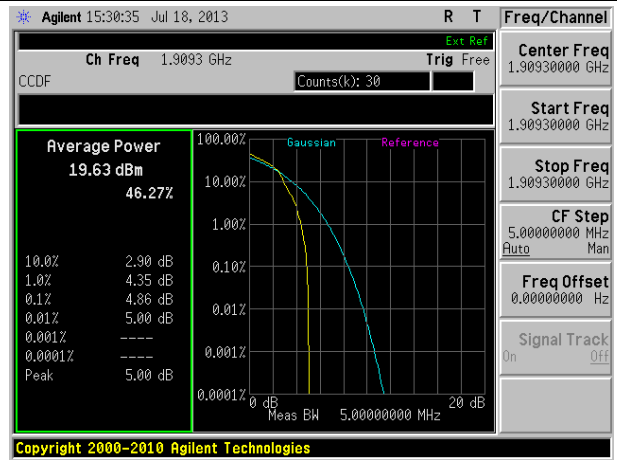 Agilent 15:30:35 Jul 18, 2013 R T
Freq/Channel
Ext Ref
Ch Freq 1.9093 GHz Trig Free
CCDF Counts(k): 30
Average Power
19.63 dBm
46.27%
10.0% 2.90 dB
1.0% 4.35 dB
0.1% 4.86 dB
0.01% 5.00 dB
0.001% ----
0.0001% ----
Peak 5.00 dB
Gaussian Reference
100.00%
10.00%
1.00%
0.10%
0.01%
0.001%
0.0001%
0 dB 20 dB
Meas BW 5.00000000 MHz
Center Freq
1.90930000 GHz
Start Freq
1.90930000 GHz
Stop Freq
1.90930000 GHz
CF Step
5.00000000 MHz
Auto Man
Freq Offset
0.00000000 Hz
Signal Track
On Off
Copyright 2000-2010 Agilent Technologies